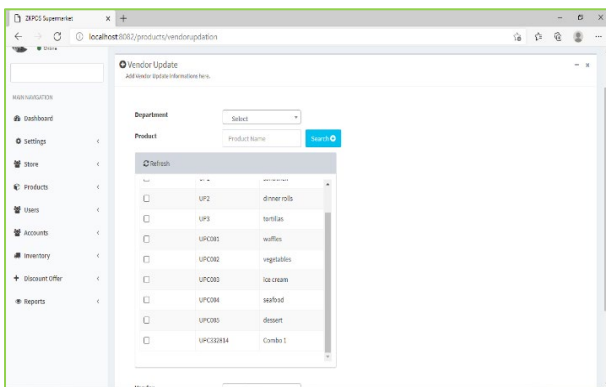 ZKPOS Supermarket
localhost:8082/products/vendorupdation
Vendor Update
Add Vendor Update Informations here.
MAIN NAVIGATION
Dashboard
Settings
Store
Products
Users
Accounts
Inventory
Discount Offer
Reports
Department
Select
Product
Product Name
Search
Refresh
UP2 dinner rolls
UP3 tortillas
UPC001 waffles
UPC002 vegetables
UPC003 ice cream
UPC004 seafood
UPC005 dessert
UPC332814 Combo 1